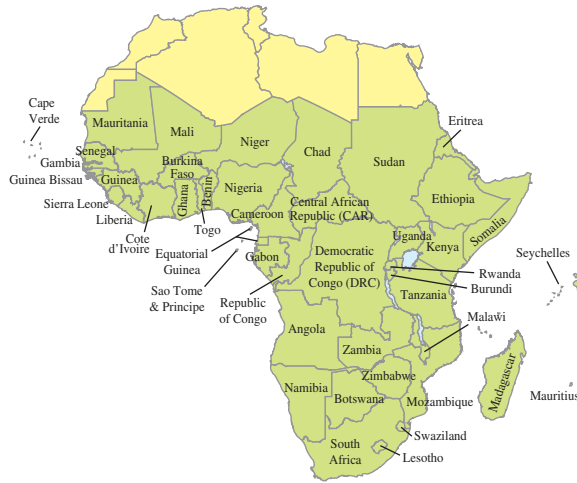 Cape
Verde
Mauritania
Mali
Niger
Chad
Sudan
Eritrea
Senegal
Gambia
Guinea Bissau
Guinea
Burkina
Faso
Sierra Leone
Liberia
Cote
d’Ivoire
Ghana
Togo
Benin
Nigeria
Cameroon
Central African
Republic (CAR)
Ethiopia
Somalia
Equatorial
Guinea
Sao Tome
& Principe
Gabon
Republic
of Congo
Democratic
Republic of
Congo (DRC)
Uganda
Kenya
Rwanda
Burundi
Tanzania
Seychelles
Malaŵi
Angola
Zambia
Zimbabwe
Mozambique
Madagascar
Mauritius
Namibia
Botswana
Swaziland
South
Africa
Lesotho